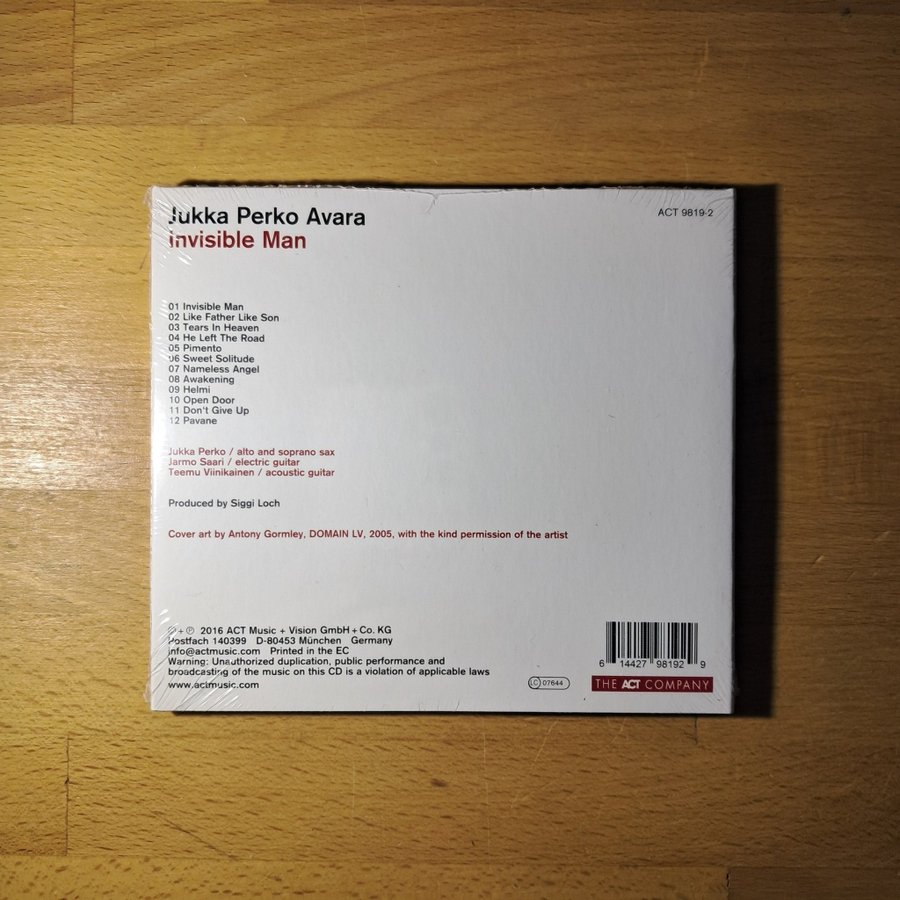 Jukka Perko Avara
Invisible Man
ACT 9819-2
01 Invisible Man
02 Like Father Like Son
03 Tears In Heaven
04 He Left The Road
05 Pimento
06 Sweet Solitude
07 Nameless Angel
08 Awakening
09 Helmi
10 Open Door
11 Don't Give Up
12 Pavane
Jukka Perko / alto and soprano sax
Jarmo Saari / electric guitar
Teemu Viinikainen / acoustic guitar
Produced by Siggi Loch
Cover art by Antony Gormley, DOMAIN LV, 2005, with the kind permission of the artist
© + ℗ 2016 ACT Music + Vision GmbH + Co. KG
Postfach 140399 D-80453 München Germany
info@actmusic.com Printed in the EC
Warning: Unauthorized duplication, public performance and
broadcasting of the music on this CD is a violation of applicable laws
www.actmusic.com
LC 07644
6 14427 98192 9
THE ACT COMPANY